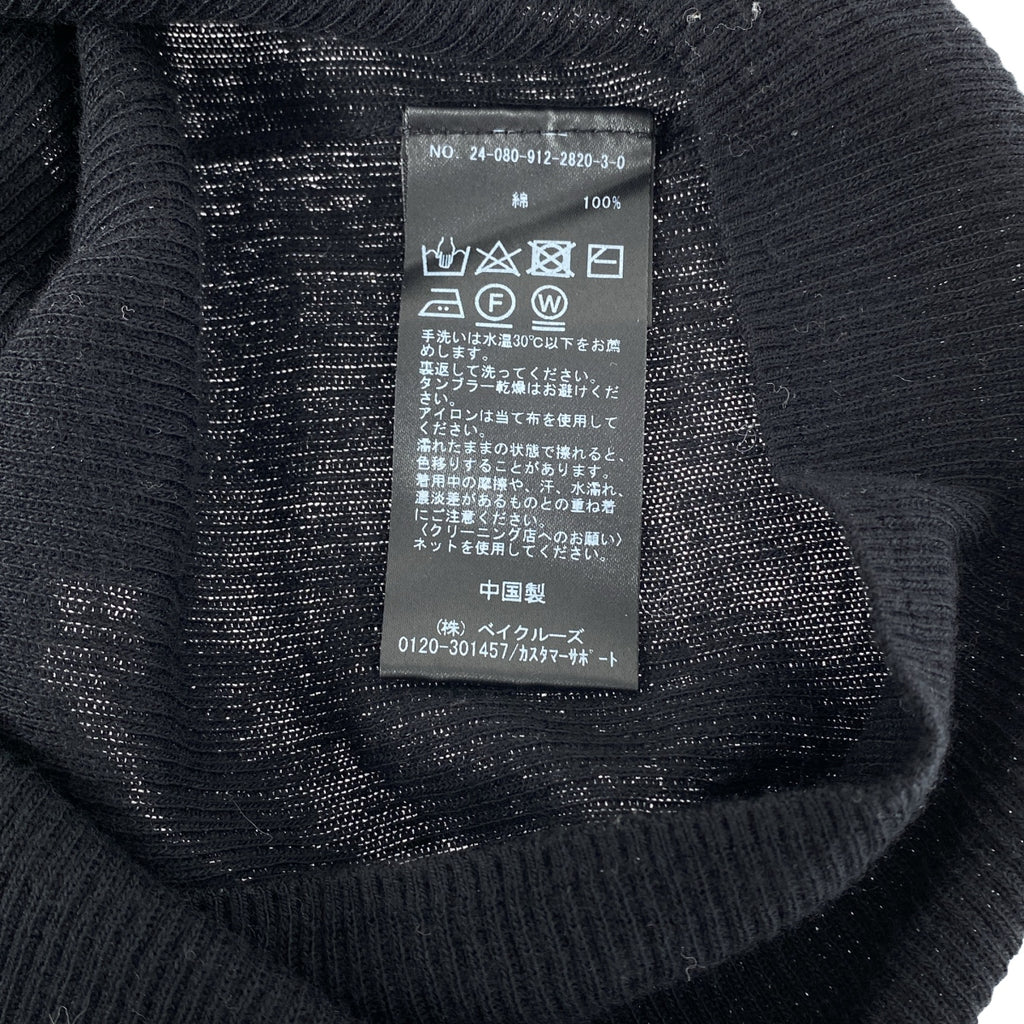 NO. 24-080-912-2820-3-0
綿 100%
F W
手洗いは水温30℃以下をお薦
めします。
裏返して洗ってください。
タンブラー乾燥はお避けくだ
さい。
アイロンは当て布を使用して
ください。
濡れたままの状態で擦れると、
色移りすることがあります。
着用中の摩擦や、汗、水濡れ、
濃淡差があるものとの重ね着
にご注意ください。
〈クリーニング店へのお願い〉
ネットを使用してください。
中国製
(株) ベイクルーズ
0120-301457/カスタマーサポート